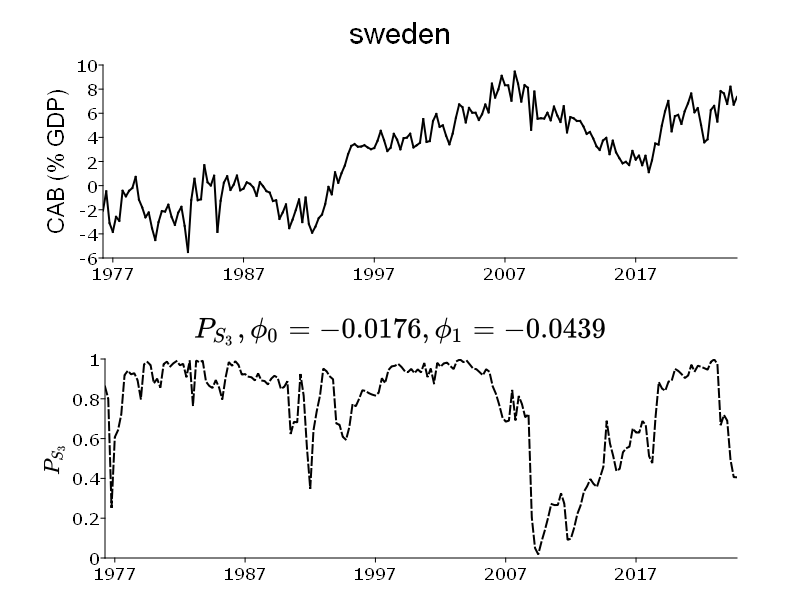 sweden
CAB (% GDP)
10
8
6
4
2
0
-2
-4
-6
1977 1987 1997 2007 2017
P_{S_3}, ϕ_0 = −0.0176, ϕ_1 = −0.0439
P_{S_3}
1
0.8
0.6
0.4
0.2
0
1977 1987 1997 2007 2017